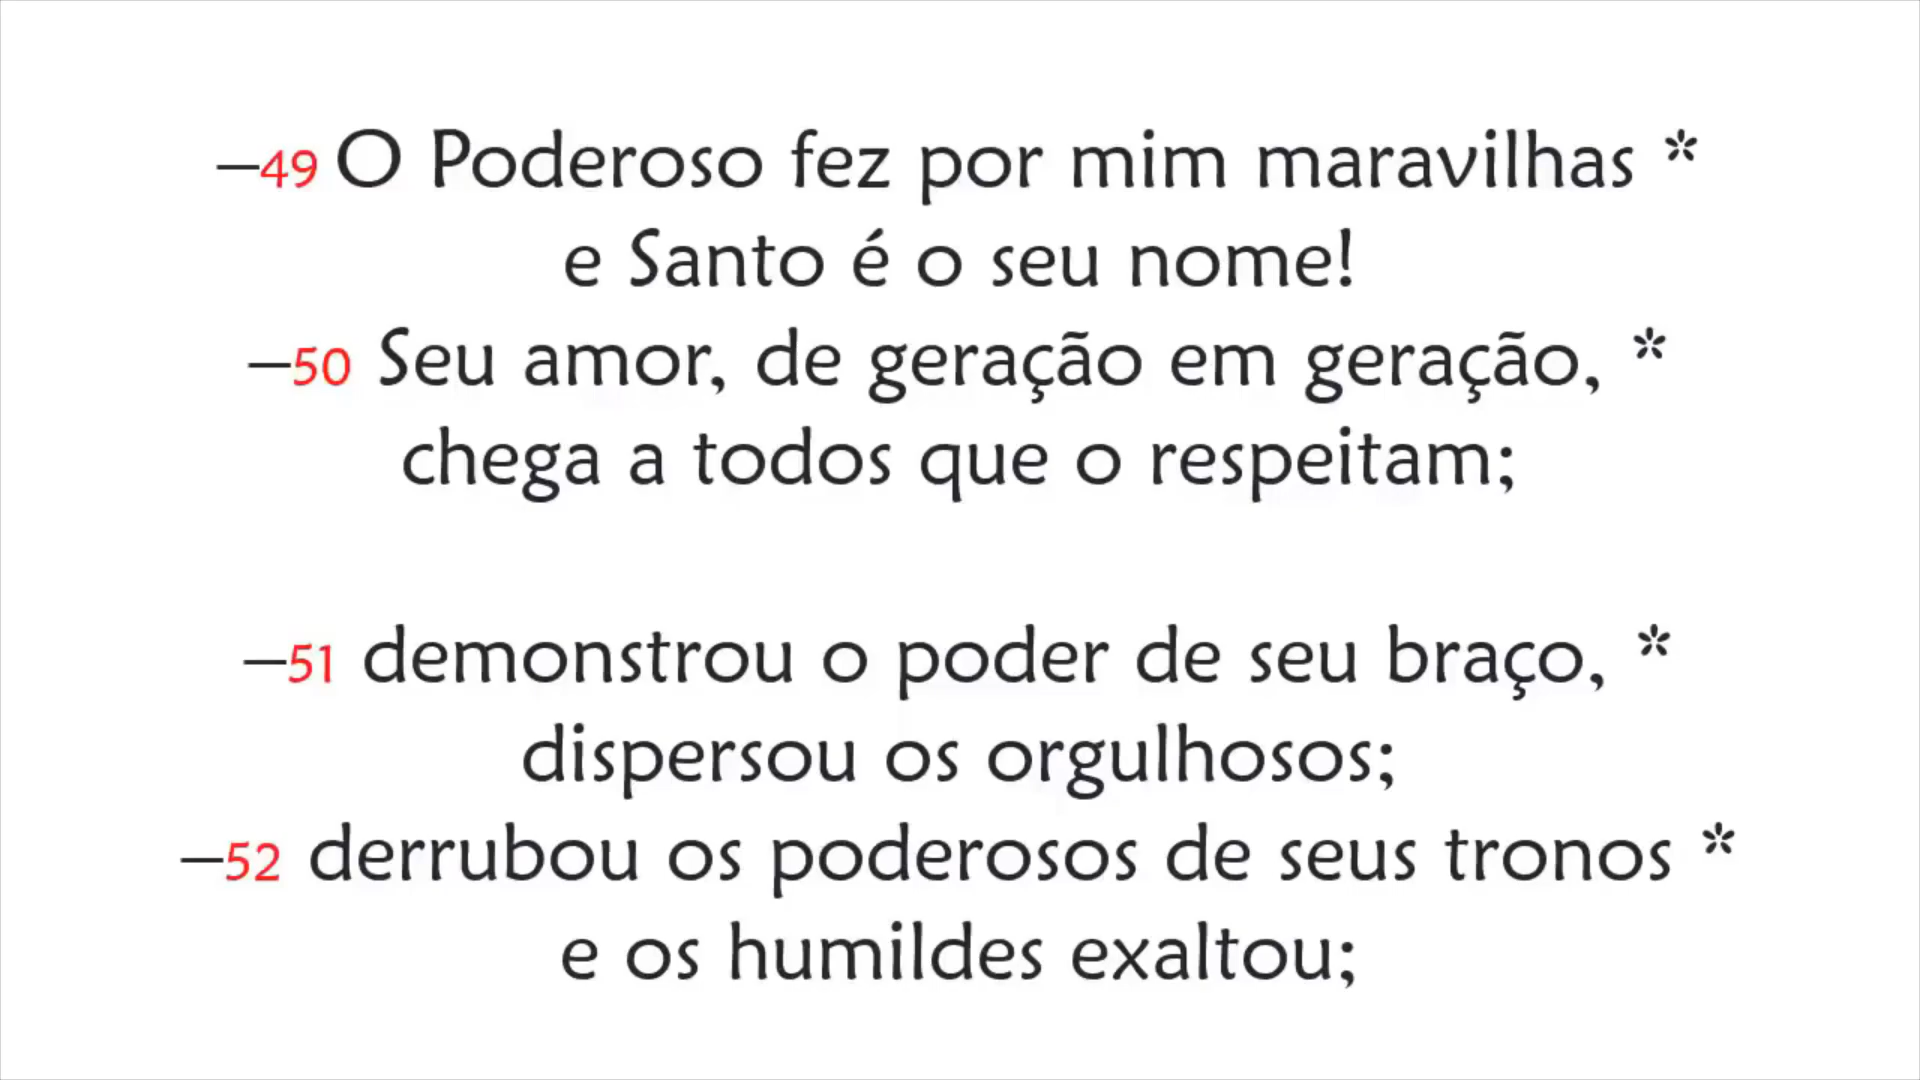 –49 O Poderoso fez por mim maravilhas *
e Santo é o seu nome!
–50 Seu amor, de geração em geração, *
chega a todos que o respeitam;
–51 demonstrou o poder de seu braço, *
dispersou os orgulhosos;
–52 derrubou os poderosos de seus tronos *
e os humildes exaltou;